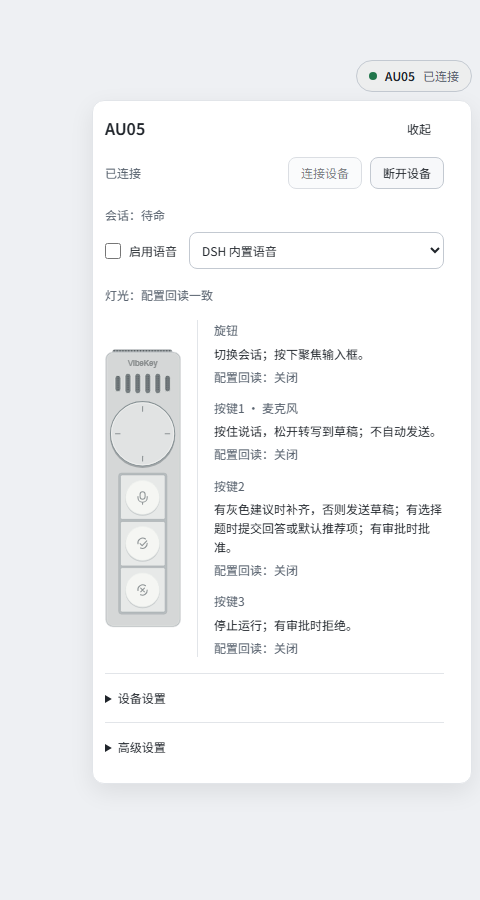 AU05 已连接
AU05
收起
已连接
连接设备
断开设备
会话：待命
启用语音
DSH 内置语音
灯光：配置回读一致
VibeKey
旋钮
切换会话；按下聚焦输入框。
配置回读：关闭
按键1 · 麦克风
按住说话，松开转写到草稿；不自动发送。
配置回读：关闭
按键2
有灰色建议时补齐，否则发送草稿；有选择
题时提交回答或默认推荐项；有审批时批
准。
配置回读：关闭
按键3
停止运行；有审批时拒绝。
配置回读：关闭
设备设置
高级设置